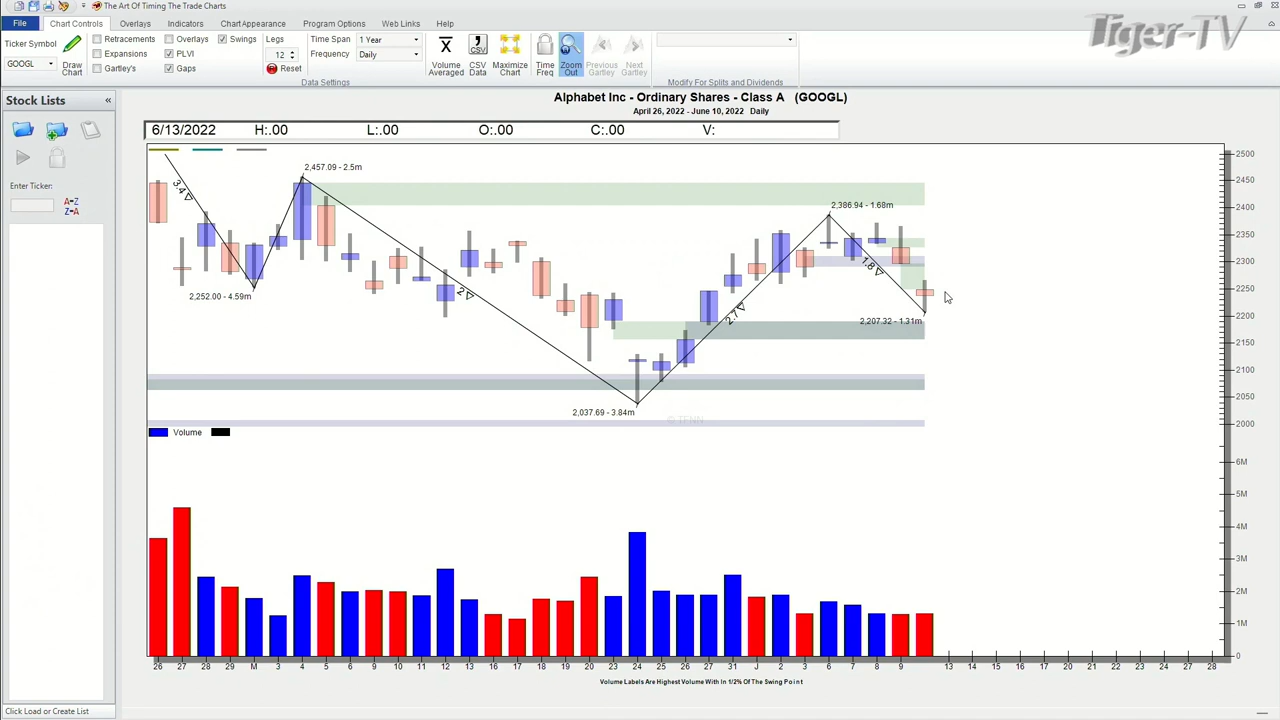 The Art Of Timing The Trade Charts
Tiger-TV
File Chart Controls Overlays Indicators Chart Appearance Program Options Web Links Help
Ticker Symbol
GOOGL
Draw Chart
Retracements Overlays Swings
Expansions PLVI
Gartley's Gaps
Legs
12
Reset
Time Span 1 Year
Frequency Daily
Data Settings
Volume Averaged
CSV Data
Maximize Chart
Time Freq
Zoom Out
Previous Gartley
Next Gartley
Modify For Splits and Dividends
Stock Lists «
Enter Ticker:
A-Z
Z-A
Alphabet Inc - Ordinary Shares - Class A (GOOGL)
April 26, 2022 - June 10, 2022 Daily
6/13/2022 H:.00 L:.00 O:.00 C:.00 V:
2,457.09 - 2.5m
2,386.94 - 1.68m
3.4
2,252.00 - 4.59m
2
2.7
1.8
2,207.32 - 1.31m
2,037.69 - 3.84m
© TENN
2500
2450
2400
2350
2300
2250
2200
2150
2100
2050
2000
Volume
6M
5M
4M
3M
2M
1M
0
26 27 28 29 M 3 4 5 6 9 10 11 12 13 16 17 18 19 20 23 24 25 26 27 31 J 2 3 6 7 8 9 13 14 15 16 17 20 21 22 23 24 27 28
Volume Labels Are Highest Volume With In 1/2% Of The Swing Point
Click Load or Create List